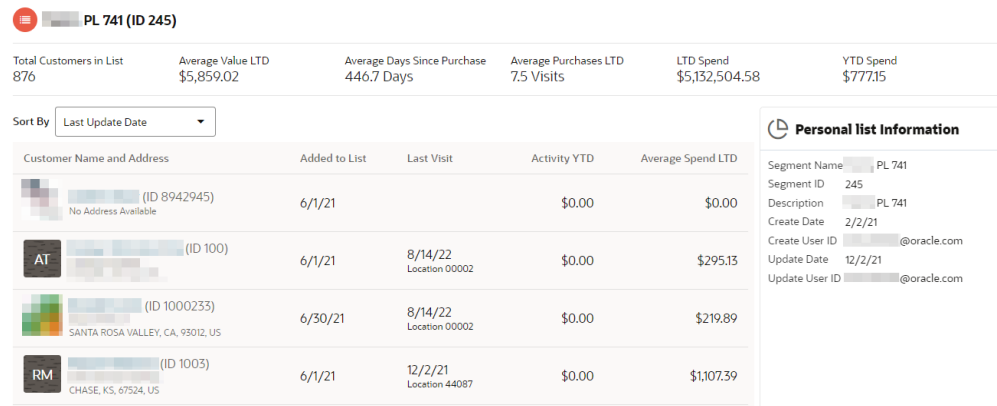 PL 741 (ID 245)
Total Customers in List
876
Average Value LTD
$5,859.02
Average Days Since Purchase
446.7 Days
Average Purchases LTD
7.5 Visits
LTD Spend
$5,132,504.58
YTD Spend
$777.15
Sort By Last Update Date
Customer Name and Address Added to List Last Visit Activity YTD Average Spend LTD
(ID 8942945)
No Address Available
6/1/21 $0.00 $0.00
AT
(ID 100)
6/1/21
8/14/22
Location 00002
$0.00 $295.13
(ID 1000233)
SANTA ROSA VALLEY, CA, 93012, US
6/30/21
8/14/22
Location 00002
$0.00 $219.89
RM
(ID 1003)
CHASE, KS, 67524, US
6/1/21
12/2/21
Location 44087
$0.00 $1,107.39
Personal list Information
Segment Name PL 741
Segment ID 245
Description PL 741
Create Date 2/2/21
Create User ID @oracle.com
Update Date 12/2/21
Update User ID @oracle.com